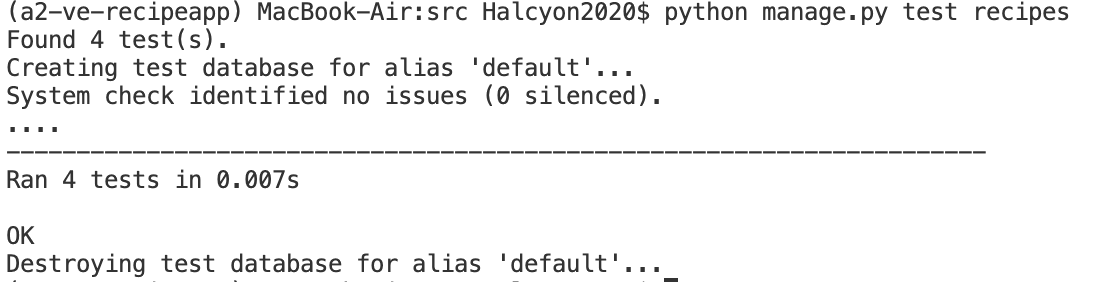 (a2-ve-recipeapp) MacBook-Air:src Halcyon2020$ python manage.py test recipes
Found 4 test(s).
Creating test database for alias 'default'...
System check identified no issues (0 silenced).
....
----------------------------------------------------------------------
Ran 4 tests in 0.007s
OK
Destroying test database for alias 'default'...